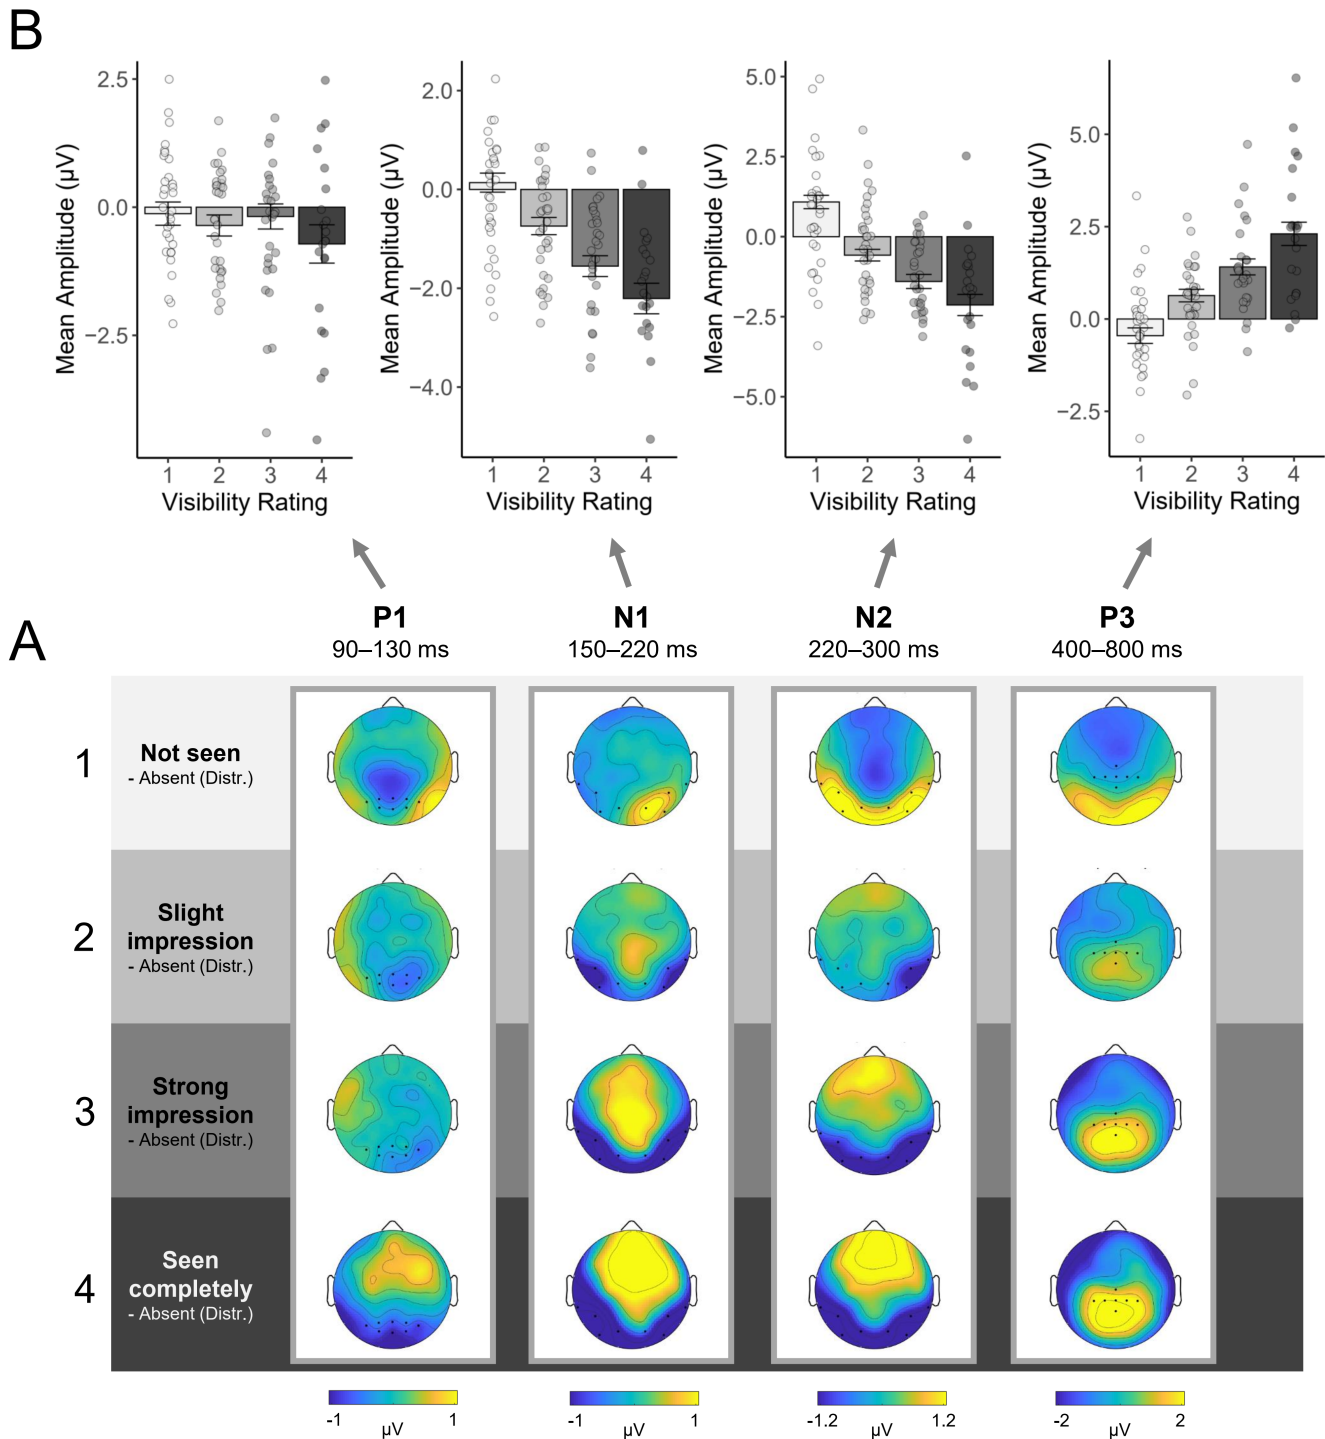 B
2.5
0.0
−2.5
Mean Amplitude (µV)
1 2 3 4
Visibility Rating
2.0
0.0
−2.0
−4.0
Mean Amplitude (µV)
1 2 3 4
Visibility Rating
5.0
2.5
0.0
−2.5
−5.0
Mean Amplitude (µV)
1 2 3 4
Visibility Rating
5.0
2.5
0.0
−2.5
Mean Amplitude (µV)
1 2 3 4
Visibility Rating
A
P1
90–130 ms
N1
150–220 ms
N2
220–300 ms
P3
400–800 ms
1
Not seen
- Absent (Distr.)
2
Slight
impression
- Absent (Distr.)
3
Strong
impression
- Absent (Distr.)
4
Seen
completely
- Absent (Distr.)
-1 1
µV
-1 1
µV
-1.2 1.2
µV
-2 2
µV